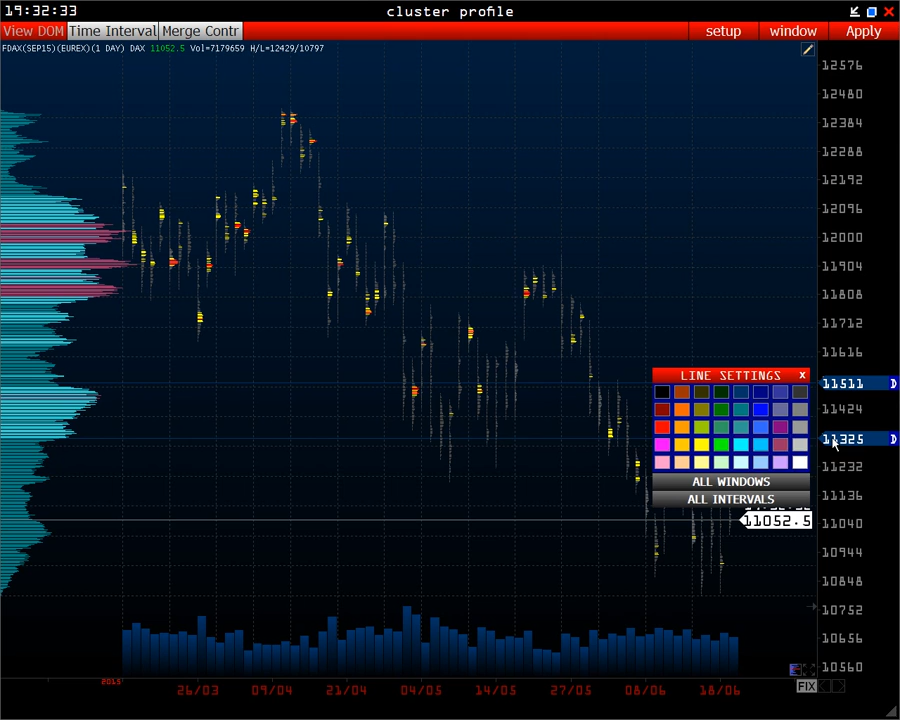 19:32:33
cluster profile
View DOM Time Interval Merge Contr
setup window Apply
FDAX(SEP15)(EUREX)(1 DAY) DAX 11052.5 Vol=7179659 H/L=12429/10797
12576
12480
12384
12288
12192
12096
12000
11904
11808
11712
11616
11511 D
11424
11325 D
11232
11136
11040
10944
10848
10752
10656
10560
LINE SETTINGS x
ALL WINDOWS
ALL INTERVALS
11052.5
2015
26/03 09/04 21/04 04/05 14/05 27/05 08/06 18/06
FIX